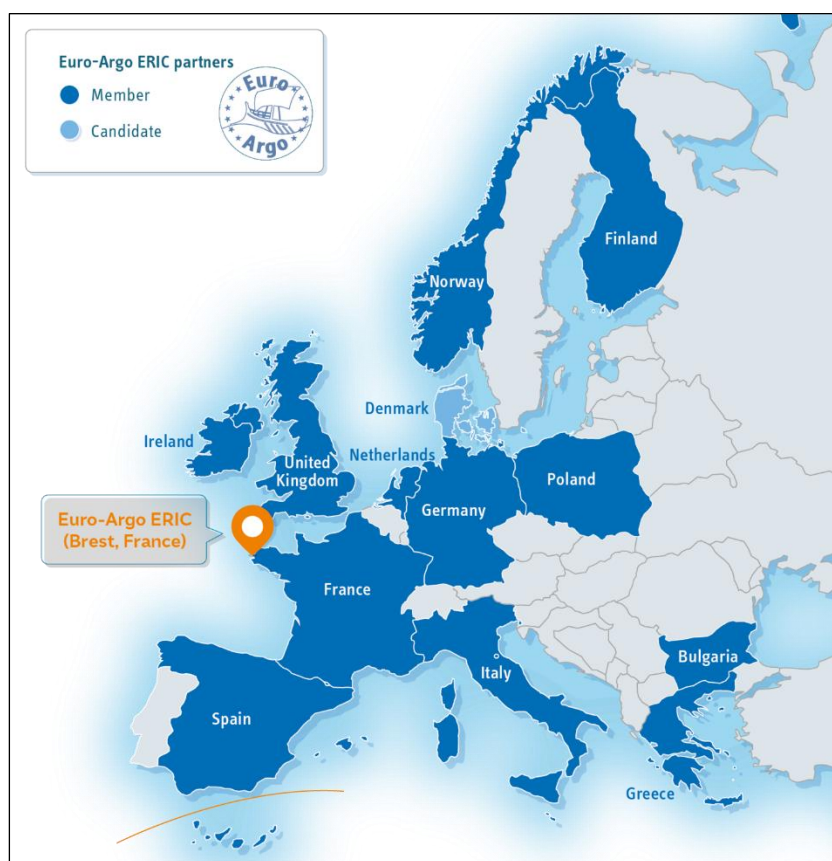 Euro-Argo ERIC partners
Member
Candidate
Euro
Argo
Finland
Norway
Denmark
Ireland
Netherlands
United
Kingdom
Poland
Germany
Euro-Argo ERIC
(Brest, France)
France
Bulgaria
Italy
Spain
Greece